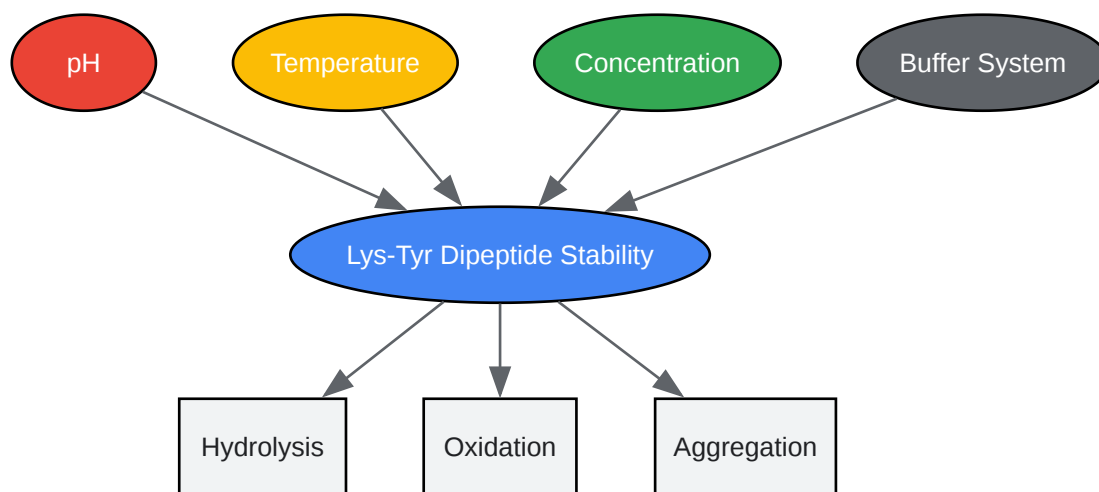 pH
Temperature
Concentration
Buffer System
Lys-Tyr Dipeptide Stability
Hydrolysis
Oxidation
Aggregation